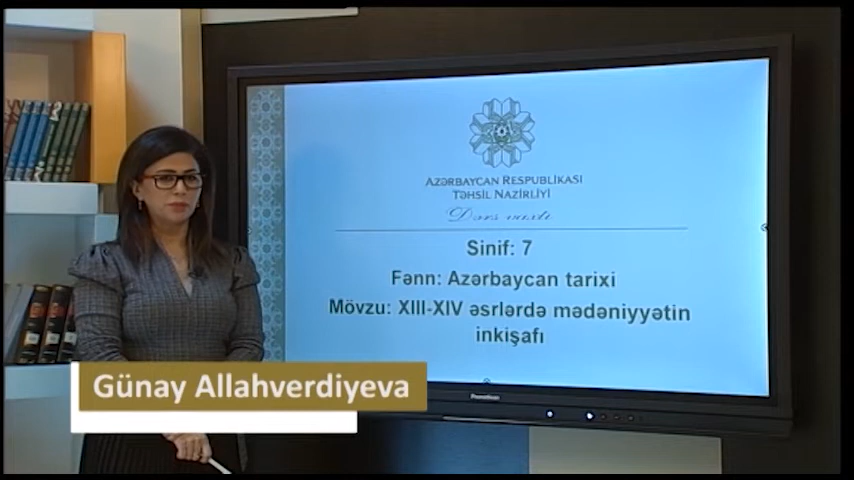 AZƏRBAYCAN RESPUBLİKASI
TƏHSİL NAZİRLİYİ
Dərs vaxtı
Sinif: 7
Fənn: Azərbaycan tarixi
Mövzu: XIII-XIV əsrlərdə mədəniyyətin
inkişafı
Günay Allahverdiyeva
Promethean